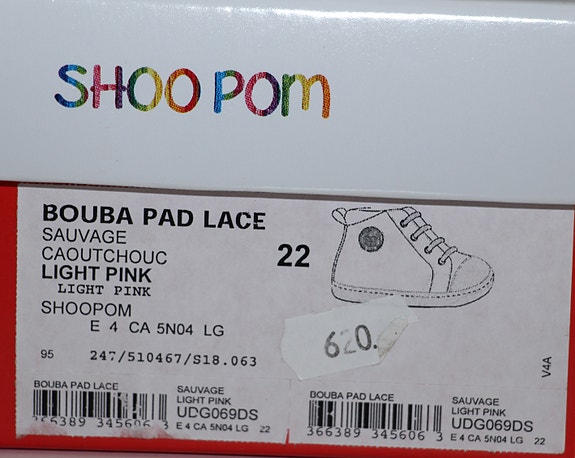 SHOO POM
BOUBA PAD LACE
SAUVAGE
CAOUTCHOUC
LIGHT PINK
LIGHT PINK
22
SHOOPOM
E 4 CA 5N04 LG
620.
95 247/510467/S18.063
V4A
BOUBA PAD LACE
SAUVAGE
LIGHT PINK
UDG069DS
366389 345606 3 E 4 CA 5N04 LG 22
BOUBA PAD LACE
SAUVAGE
LIGHT PINK
UDG069DS
366389 345606 3 E 4 CA 5N04 LG 22